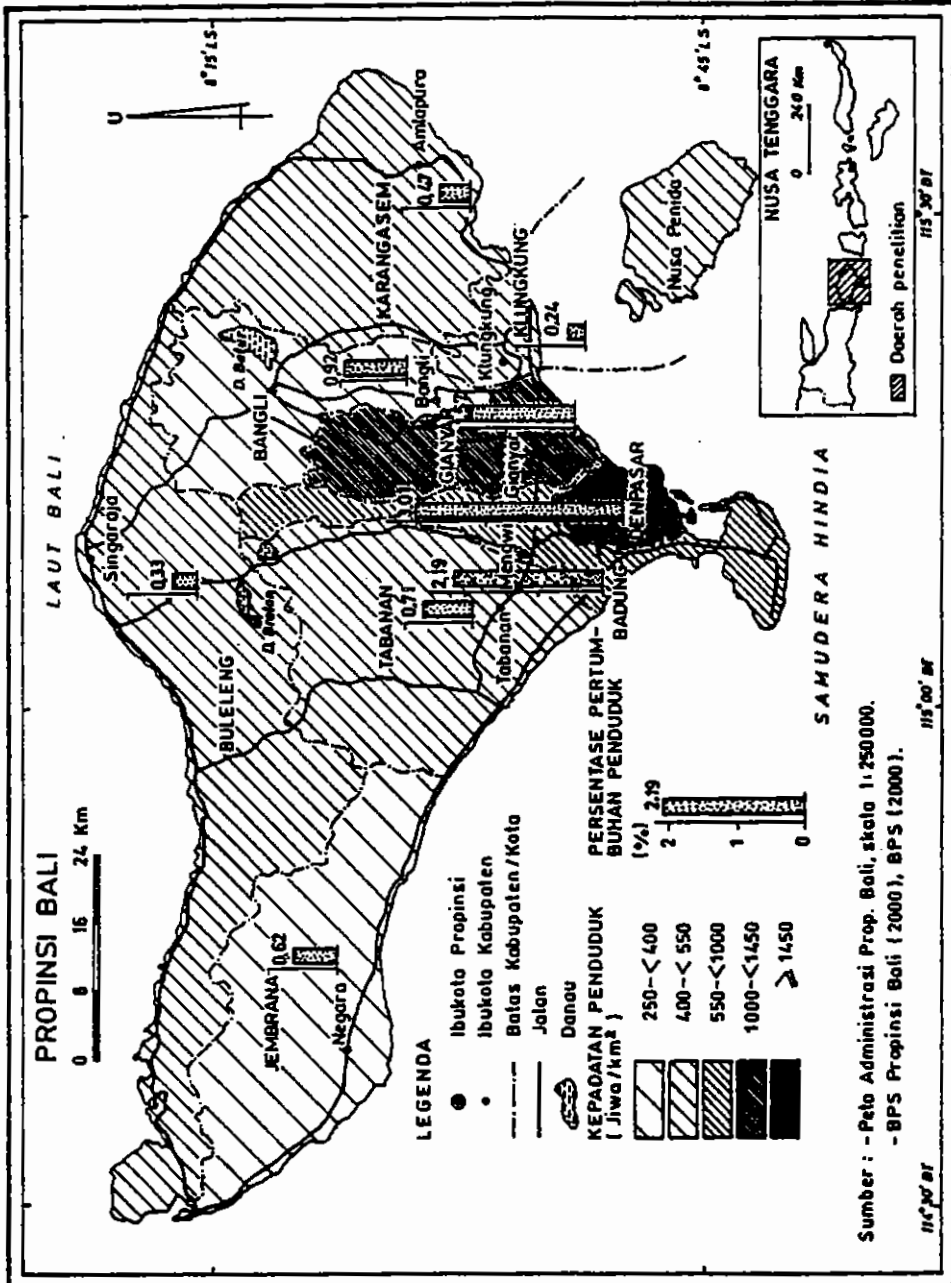 PROPINSI BALI
0 8 16 24 Km
LAUT BALI
U
8° 15' LS
8° 45' LS
Singaraja
0,33
BULELENG
D. Batur
BANGLI
0,92
Bangli
KARANGASEM
0,47
Amlapura
JEMBRANA
0,62
Negara
TABANAN
0,71
Tabanan
2,19
Mengwi
BADUNG
GIANYAR
Gianyar
Klungkung
KLUNGKUNG
0,24
Nusa Penida
DENPASAR
SAMUDERA HINDIA
LEGENDA
Ibukota Propinsi
Ibukota Kabupaten
Batas Kabupaten/Kota
Jalan
Danau
KEPADATAN PENDUDUK
(Jiwa/km²)
250-<400
400-<550
550-<1000
1000-<1450
⩾ 1450
PERSENTASE PERTUM-
BUHAN PENDUDUK
(%)
2,19
2
1
0
NUSA TENGGARA
0 240 Km
Daerah penelition
Sumber : - Peta Administrasi Prop. Bali, skala 1:250000.
- BPS Propinsi Bali (2000), BPS (2000).
114° 30' BT
115° 00' BT
115° 30' BT